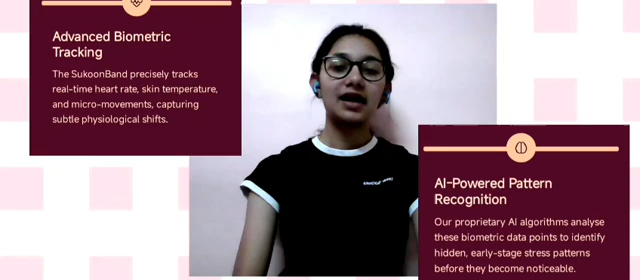 Advanced Biometric
Tracking
The SukoonBand precisely tracks
real-time heart rate, skin temperature,
and micro-movements, capturing
subtle physiological shifts.
AI-Powered Pattern
Recognition
Our proprietary AI algorithms analyse
these biometric data points to identify
hidden, early-stage stress patterns
before they become noticeable.